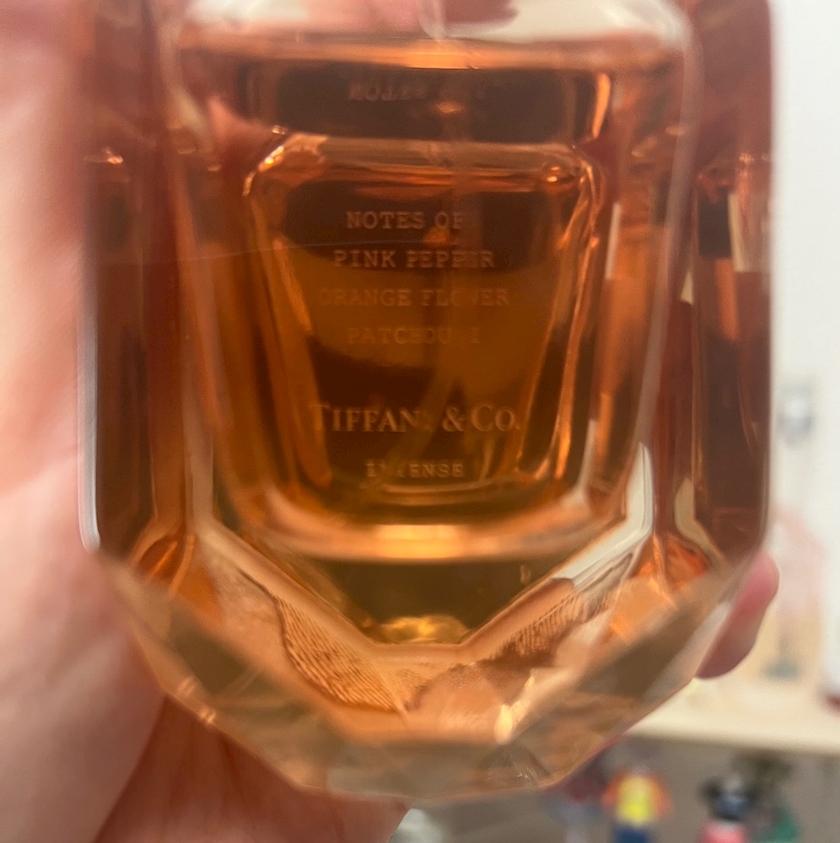 NOTES OF
PINK PEPPER
ORANGE FLOWER
PATCHOULI
TIFFANY & CO.
INTENSE